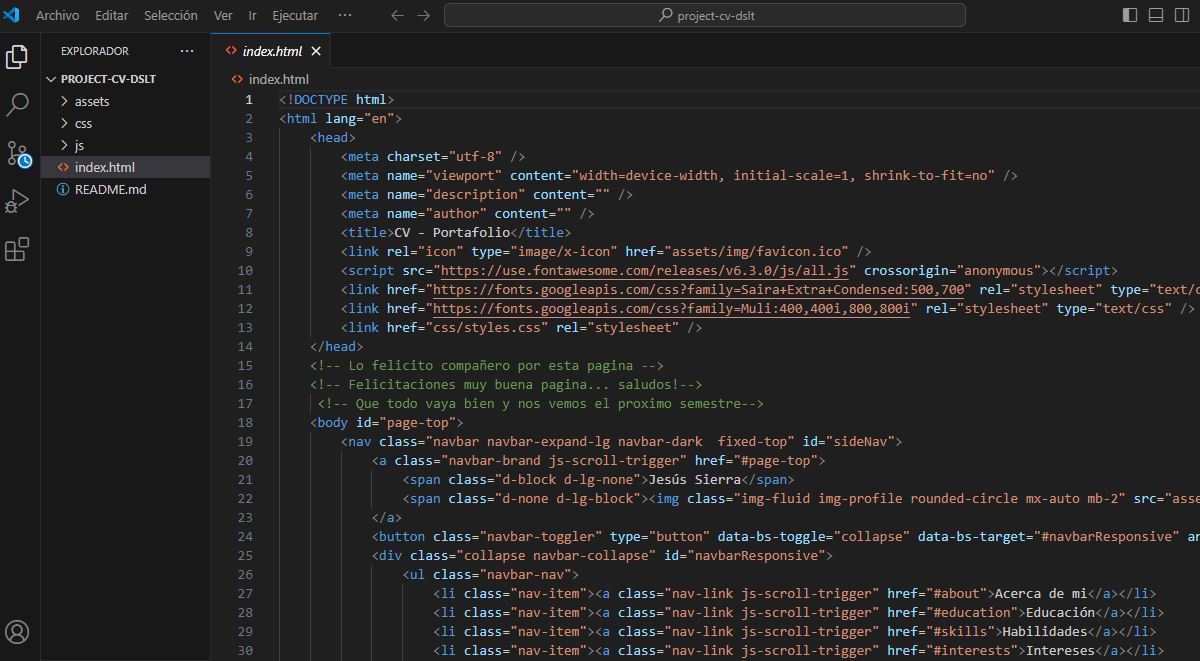 Archivo Editar Selección Ver Ir Ejecutar ··· project-cv-dslt
EXPLORADOR ···
PROJECT-CV-DSLT
assets
css
js
index.html
README.md
index.html
index.html
1 <!DOCTYPE html>
2 <html lang="en">
3 <head>
4 <meta charset="utf-8" />
5 <meta name="viewport" content="width=device-width, initial-scale=1, shrink-to-fit=no" />
6 <meta name="description" content="" />
7 <meta name="author" content="" />
8 <title>CV - Portafolio</title>
9 <link rel="icon" type="image/x-icon" href="assets/img/favicon.ico" />
10 <script src="https://use.fontawesome.com/releases/v6.3.0/js/all.js" crossorigin="anonymous"></script>
11 <link href="https://fonts.googleapis.com/css?family=Saira+Extra+Condensed:500,700" rel="stylesheet" type="text/c
12 <link href="https://fonts.googleapis.com/css?family=Muli:400,400i,800,800i" rel="stylesheet" type="text/css" />
13 <link href="css/styles.css" rel="stylesheet" />
14 </head>
15 <!-- Lo felicito compañero por esta pagina -->
16 <!-- Felicitaciones muy buena pagina... saludos!-->
17 <!-- Que todo vaya bien y nos vemos el proximo semestre-->
18 <body id="page-top">
19 <nav class="navbar navbar-expand-lg navbar-dark  fixed-top" id="sideNav">
20 <a class="navbar-brand js-scroll-trigger" href="#page-top">
21 <span class="d-block d-lg-none">Jesús Sierra</span>
22 <span class="d-none d-lg-block"><img class="img-fluid img-profile rounded-circle mx-auto mb-2" src="asse
23 </a>
24 <button class="navbar-toggler" type="button" data-bs-toggle="collapse" data-bs-target="#navbarResponsive" ar
25 <div class="collapse navbar-collapse" id="navbarResponsive">
26 <ul class="navbar-nav">
27 <li class="nav-item"><a class="nav-link js-scroll-trigger" href="#about">Acerca de mi</a></li>
28 <li class="nav-item"><a class="nav-link js-scroll-trigger" href="#education">Educación</a></li>
29 <li class="nav-item"><a class="nav-link js-scroll-trigger" href="#skills">Habilidades</a></li>
30 <li class="nav-item"><a class="nav-link js-scroll-trigger" href="#interests">Intereses</a></li>